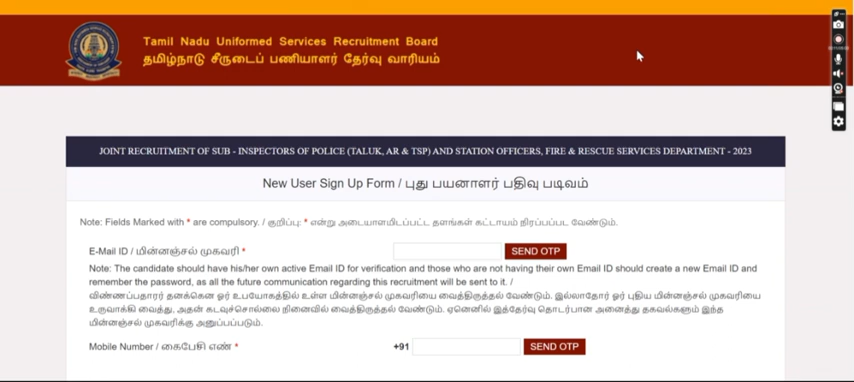 Tamil Nadu Uniformed Services Recruitment Board
தமிழ்நாடு சீருடைப் பணியாளர் தேர்வு வாரியம்
JOINT RECRUITMENT OF SUB - INSPECTORS OF POLICE (TALUK, AR & TSP) AND STATION OFFICERS, FIRE & RESCUE SERVICES DEPARTMENT - 2023
New User Sign Up Form / புது பயனாளர் பதிவு படிவம்
Note: Fields Marked with * are compulsory. / குறிப்பு: * என்று அடையாளமிடப்பட்ட தளங்கள் கட்டாயம் நிரப்பப்பட வேண்டும்.
E-Mail ID / மின்னஞ்சல் முகவரி * SEND OTP
Note: The candidate should have his/her own active Email ID for verification and those who are not having their own Email ID should create a new Email ID and
remember the password, as all the future communication regarding this recruitment will be sent to it. /
விண்ணப்பதாரர் தனக்கென ஓர் உபயோகத்தில் உள்ள மின்னஞ்சல் முகவரியை வைத்திருத்தல் வேண்டும். இல்லாதோர் ஓர் புதிய மின்னஞ்சல் முகவரியை
உருவாக்கி வைத்து, அதன் கடவுச்சொல்லை நினைவில் வைத்திருத்தல் வேண்டும். ஏனெனில் இத்தேர்வு தொடர்பான அனைத்து தகவல்களும் இந்த
மின்னஞ்சல் முகவரிக்கு அனுப்பப்படும்.
Mobile Number / கைபேசி எண் * +91 SEND OTP